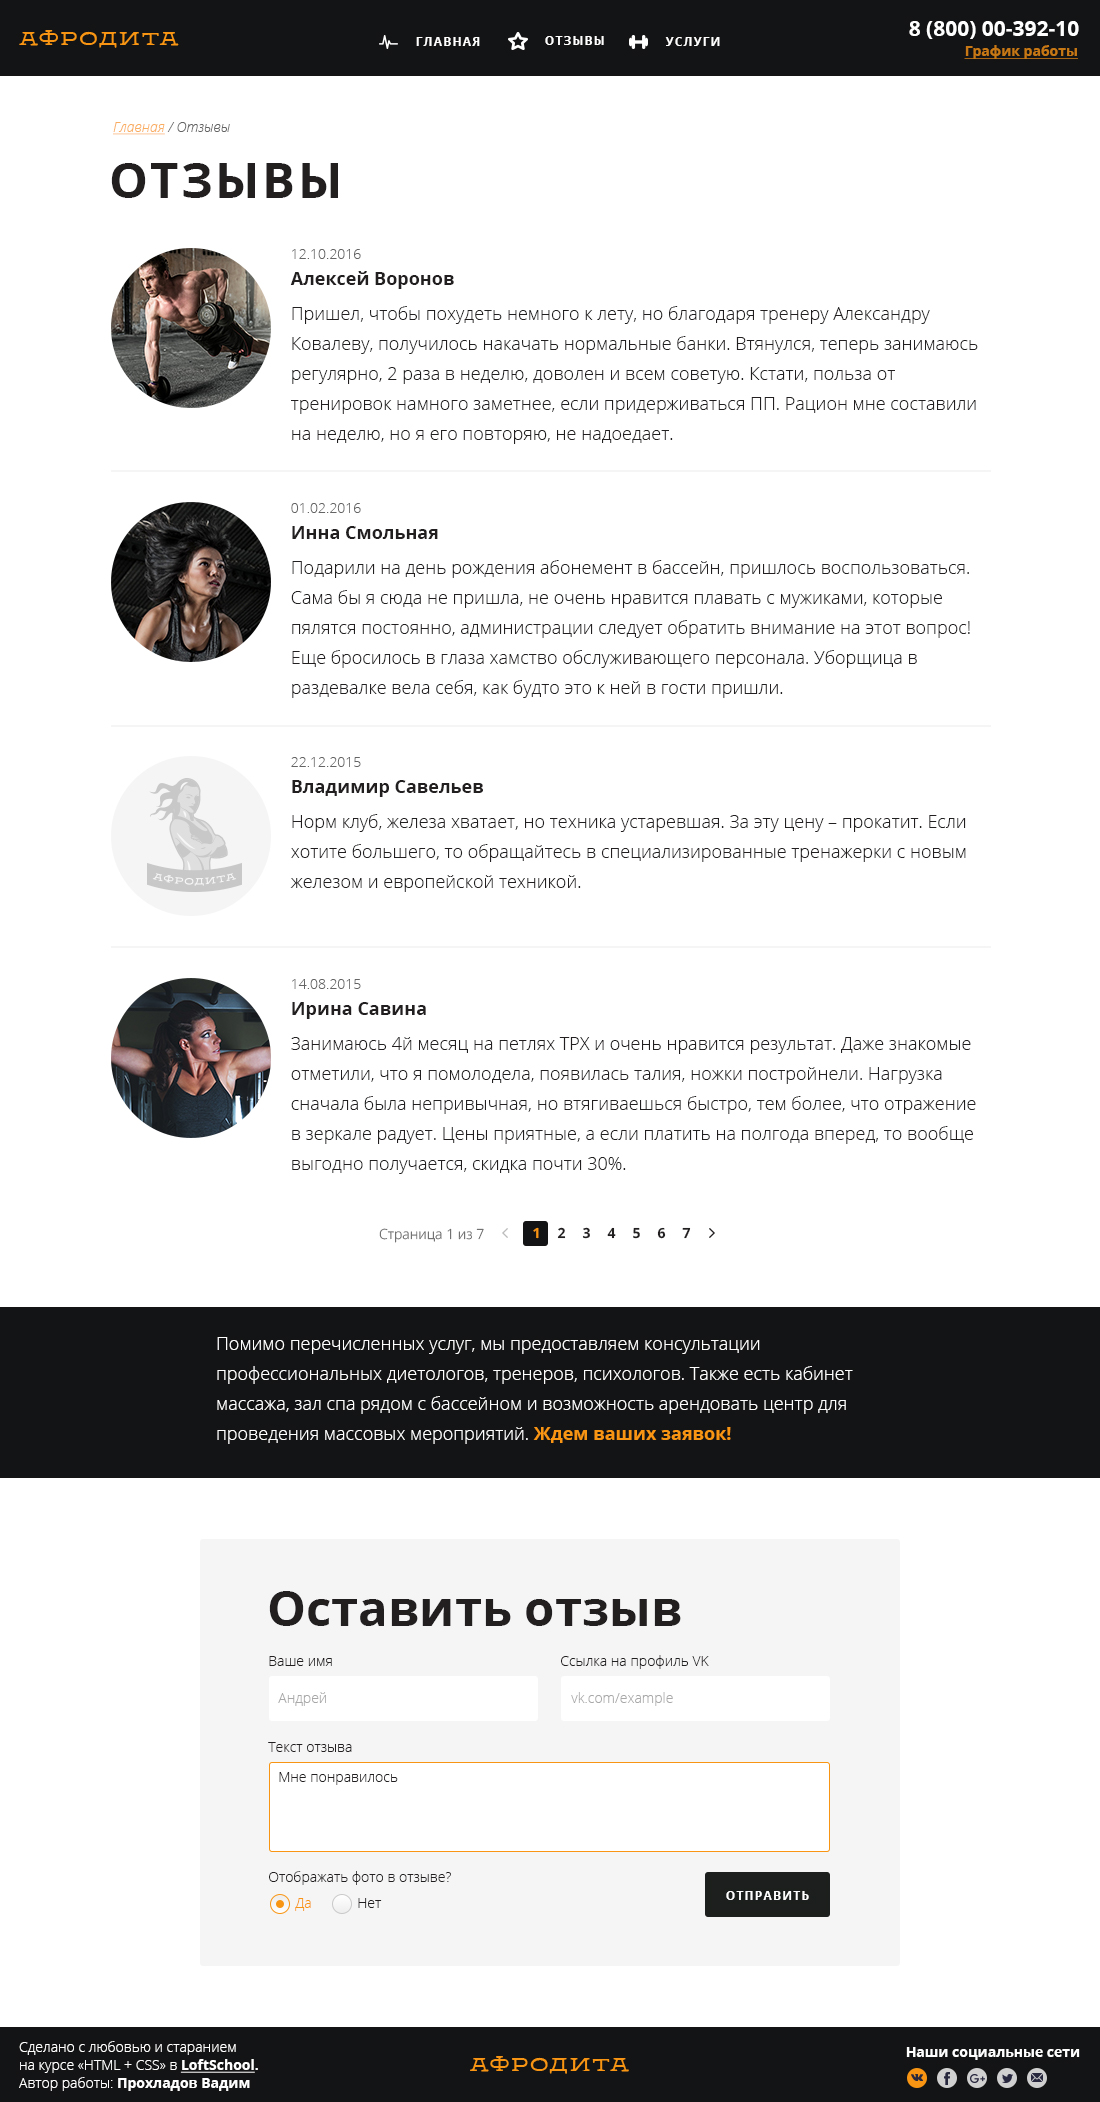 АФРОДИТА
ГЛАВНАЯ
ОТЗЫВЫ
УСЛУГИ
8 (800) 00-392-10
График работы
Главная / Отзывы
ОТЗЫВЫ
12.10.2016
Алексей Воронов
Пришел, чтобы похудеть немного к лету, но благодаря тренеру Александру
Ковалеву, получилось накачать нормальные банки. Втянулся, теперь занимаюсь
регулярно, 2 раза в неделю, доволен и всем советую. Кстати, польза от
тренировок намного заметнее, если придерживаться ПП. Рацион мне составили
на неделю, но я его повторяю, не надоедает.
01.02.2016
Инна Смольная
Подарили на день рождения абонемент в бассейн, пришлось воспользоваться.
Сама бы я сюда не пришла, не очень нравится плавать с мужиками, которые
пялятся постоянно, администрации следует обратить внимание на этот вопрос!
Еще бросилось в глаза хамство обслуживающего персонала. Уборщица в
раздевалке вела себя, как будто это к ней в гости пришли.
АФРОДИТА
22.12.2015
Владимир Савельев
Норм клуб, железа хватает, но техника устаревшая. За эту цену – прокатит. Если
хотите большего, то обращайтесь в специализированные тренажерки с новым
железом и европейской техникой.
14.08.2015
Ирина Савина
Занимаюсь 4й месяц на петлях ТРХ и очень нравится результат. Даже знакомые
отметили, что я помолодела, появилась талия, ножки постройнели. Нагрузка
сначала была непривычная, но втягиваешься быстро, тем более, что отражение
в зеркале радует. Цены приятные, а если платить на полгода вперед, то вообще
выгодно получается, скидка почти 30%.
Страница 1 из 7 < 1 2 3 4 5 6 7 >
Помимо перечисленных услуг, мы предоставляем консультации
профессиональных диетологов, тренеров, психологов. Также есть кабинет
массажа, зал спа рядом с бассейном и возможность арендовать центр для
проведения массовых мероприятий. Ждем ваших заявок!
Оставить отзыв
Ваше имя
Ссылка на профиль VK
Андрей
vk.com/example
Текст отзыва
Мне понравилось
Отображать фото в отзыве?
Да
Нет
ОТПРАВИТЬ
Сделано с любовью и старанием
на курсе «HTML + CSS» в LoftSchool.
Автор работы: Прохладов Вадим
АФРОДИТА
Наши социальные сети